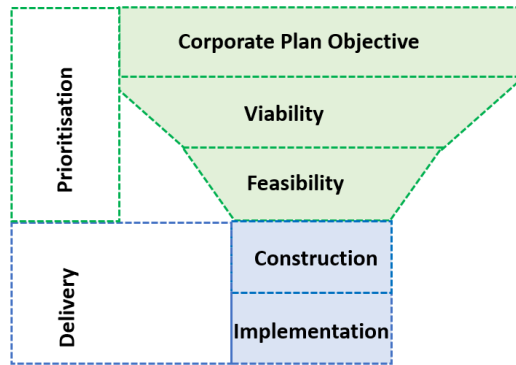 Prioritisation
Corporate Plan Objective
Viability
Feasibility
Delivery
Construction
Implementation